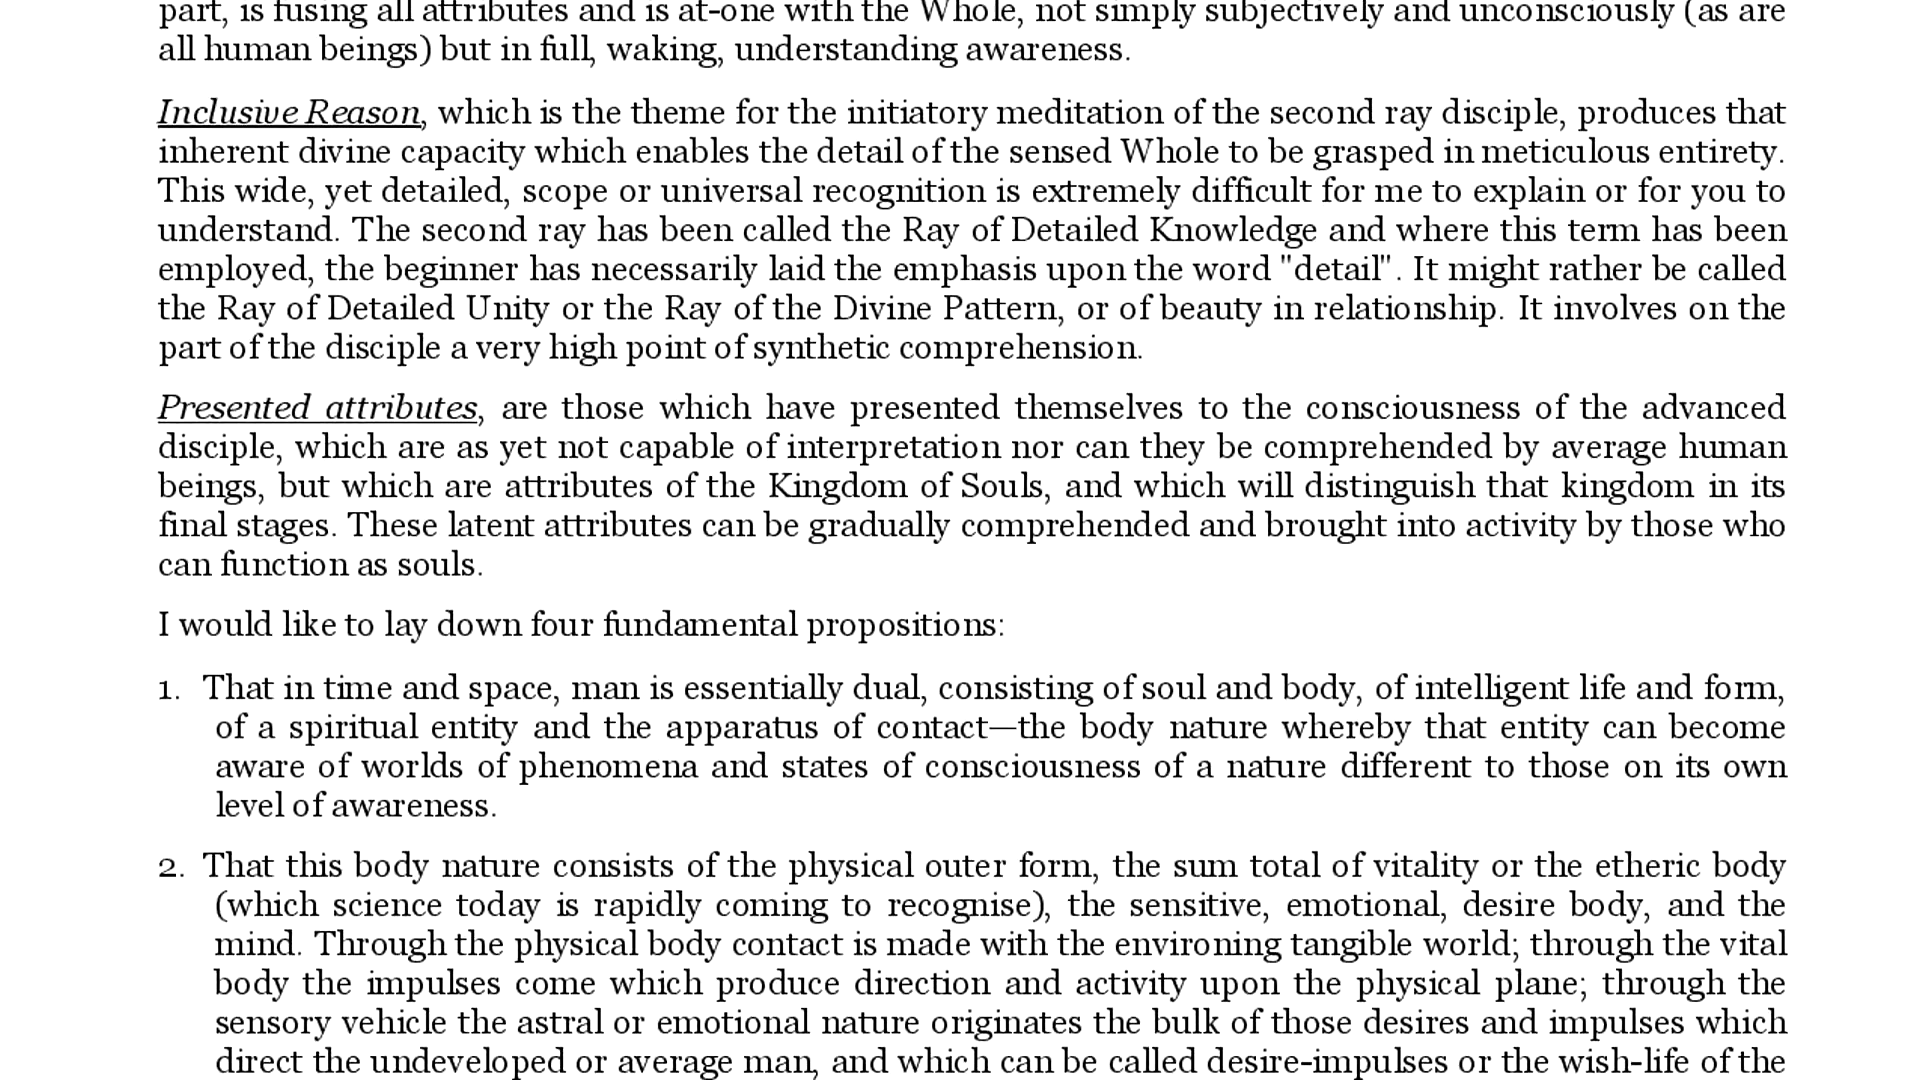 part, is fusing all attributes and is at-one with the Whole, not simply subjectively and unconsciously (as are
all human beings) but in full, waking, understanding awareness.
Inclusive Reason, which is the theme for the initiatory meditation of the second ray disciple, produces that
inherent divine capacity which enables the detail of the sensed Whole to be grasped in meticulous entirety.
This wide, yet detailed, scope or universal recognition is extremely difficult for me to explain or for you to
understand. The second ray has been called the Ray of Detailed Knowledge and where this term has been
employed, the beginner has necessarily laid the emphasis upon the word "detail". It might rather be called
the Ray of Detailed Unity or the Ray of the Divine Pattern, or of beauty in relationship. It involves on the
part of the disciple a very high point of synthetic comprehension.
Presented attributes, are those which have presented themselves to the consciousness of the advanced
disciple, which are as yet not capable of interpretation nor can they be comprehended by average human
beings, but which are attributes of the Kingdom of Souls, and which will distinguish that kingdom in its
final stages. These latent attributes can be gradually comprehended and brought into activity by those who
can function as souls.
I would like to lay down four fundamental propositions:
1. That in time and space, man is essentially dual, consisting of soul and body, of intelligent life and form,
of a spiritual entity and the apparatus of contact—the body nature whereby that entity can become
aware of worlds of phenomena and states of consciousness of a nature different to those on its own
level of awareness.
2. That this body nature consists of the physical outer form, the sum total of vitality or the etheric body
(which science today is rapidly coming to recognise), the sensitive, emotional, desire body, and the
mind. Through the physical body contact is made with the environing tangible world; through the vital
body the impulses come which produce direction and activity upon the physical plane; through the
sensory vehicle the astral or emotional nature originates the bulk of those desires and impulses which
direct the undeveloped or average man, and which can be called desire-impulses or the wish-life of the